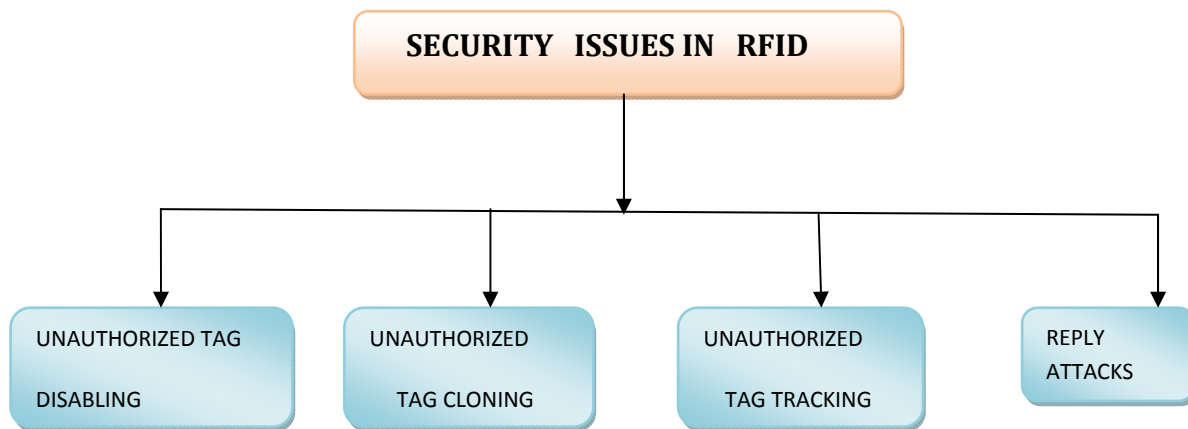 SECURITY ISSUES IN RFID
UNAUTHORIZED TAG
DISABLING
UNAUTHORIZED
TAG CLONING
UNAUTHORIZED
TAG TRACKING
REPLY
ATTACKS